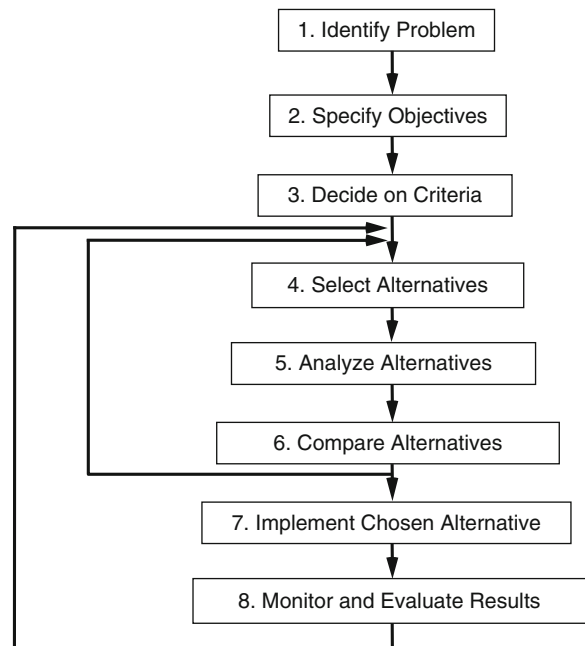 1. Identify Problem
2. Specify Objectives
3. Decide on Criteria
4. Select Alternatives
5. Analyze Alternatives
6. Compare Alternatives
7. Implement Chosen Alternative
8. Monitor and Evaluate Results